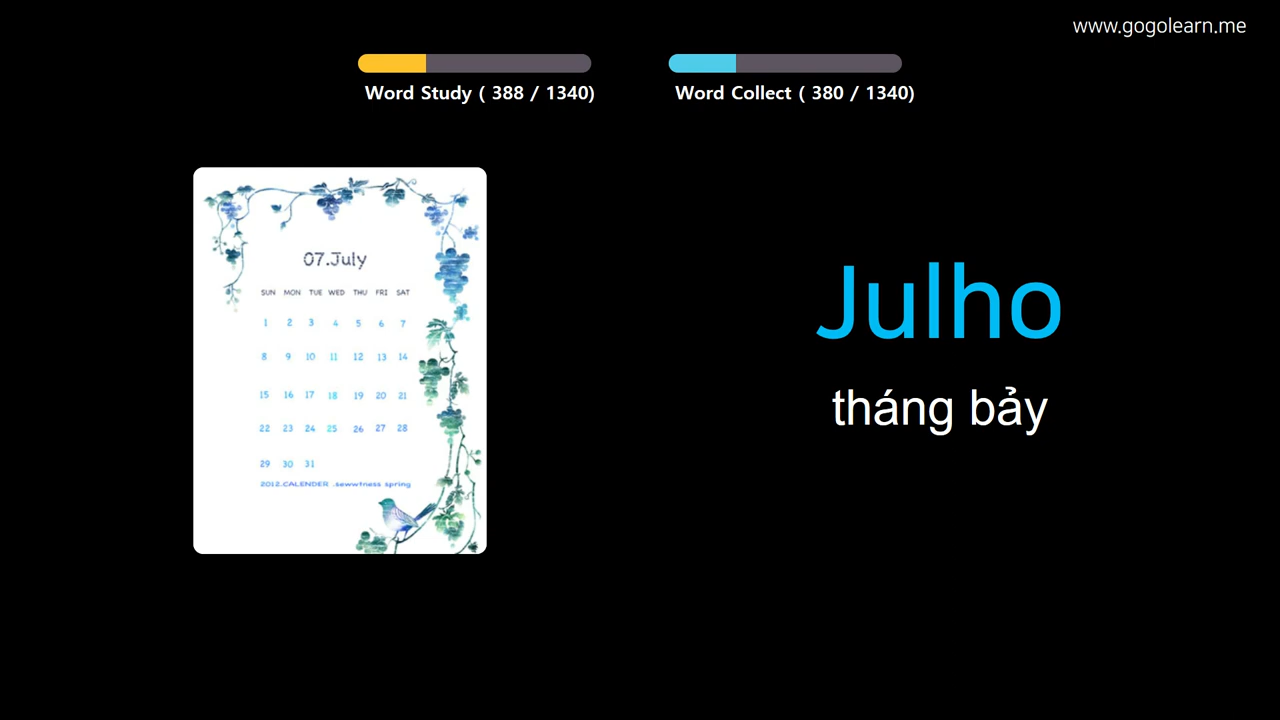 www.gogolearn.me
Word Study ( 388 / 1340)
Word Collect ( 380 / 1340)
07.July
SUN MON TUE WED THU FRI SAT
1 2 3 4 5 6 7
8 9 10 11 12 13 14
15 16 17 18 19 20 21
22 23 24 25 26 27 28
29 30 31
2012.CALENDER .sewwtness spring
Julho
tháng bảy